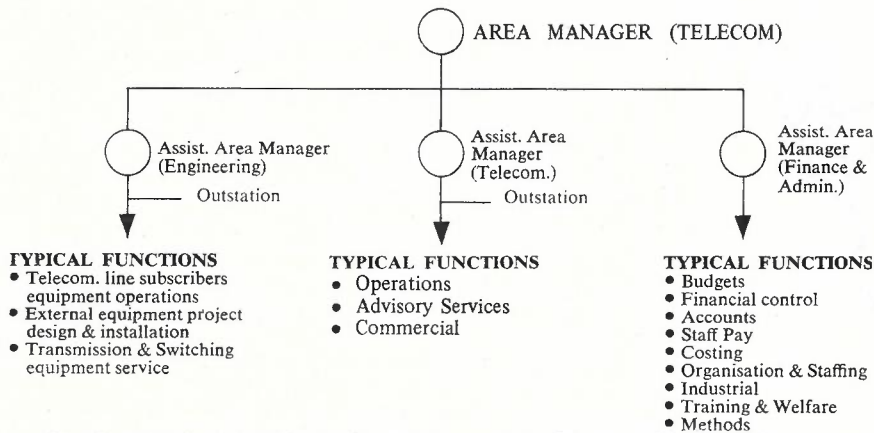 AREA MANAGER (TELECOM)
Assist. Area Manager
(Engineering)
Outstation
Assist. Area
Manager
(Telecom.)
Outstation
Assist. Area
Manager
(Finance &
Admin.)
TYPICAL FUNCTIONS
• Telecom. line subscribers
equipment operations
• External equipment project
design & installation
• Transmission & Switching
equipment service
TYPICAL FUNCTIONS
• Operations
• Advisory Services
• Commercial
TYPICAL FUNCTIONS
• Budgets
• Financial control
• Accounts
• Staff Pay
• Costing
• Organisation & Staffing
• Industrial
• Training & Welfare
• Methods